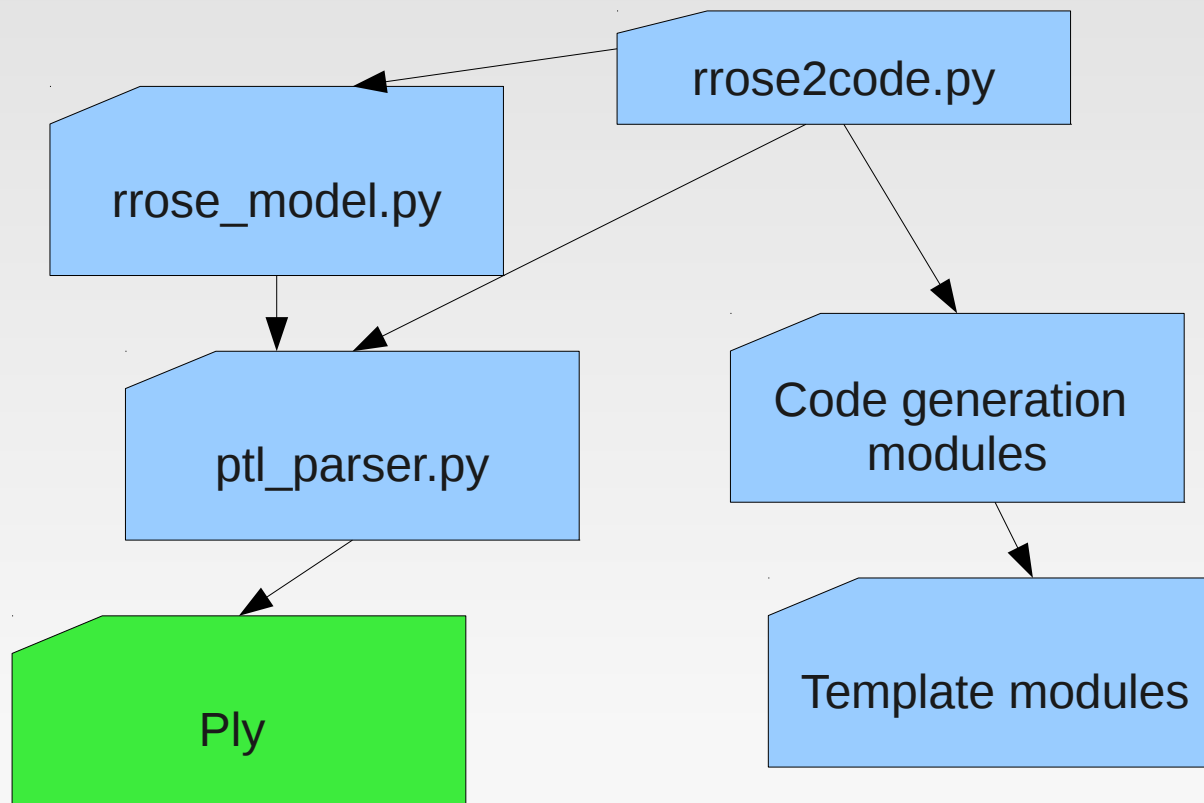 rrose2code.py
rrose_model.py
Code generation
modules
ptl_parser.py
Template modules
Ply